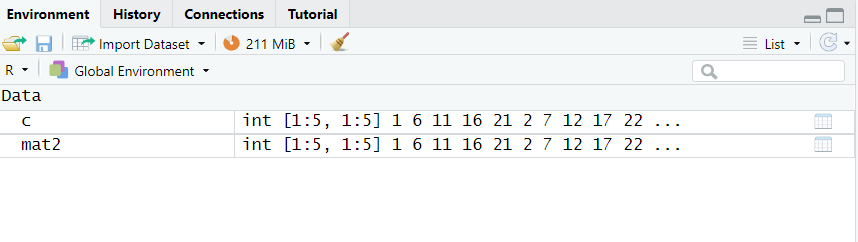 Environment History Connections Tutorial
Import Dataset 211 MiB List
R Global Environment
Data
c int [1:5, 1:5] 1 6 11 16 21 2 7 12 17 22 ...
mat2 int [1:5, 1:5] 1 6 11 16 21 2 7 12 17 22 ...